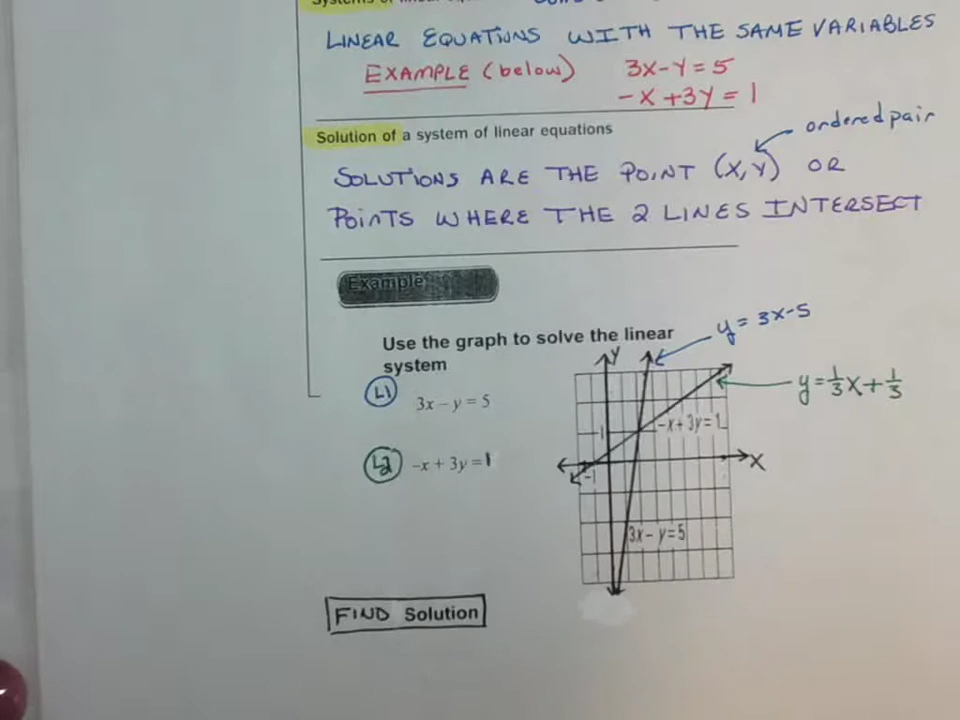 LINEAR EQUATIONS WITH THE SAME VARIABLES
EXAMPLE (below) 3X-Y=5
-X+3Y=1
Solution of a system of linear equations
ordered pair
SOLUTIONS ARE THE POINT (X,Y) OR
POINTS WHERE THE 2 LINES INTERSECT
Example
Use the graph to solve the linear
system
y=3X-5
L1 3x – y = 5
L2 -x + 3y = 1
Y
y=1/3X+1/3
1
-x+3y=1
X
-1
3x- y=5
FIND Solution